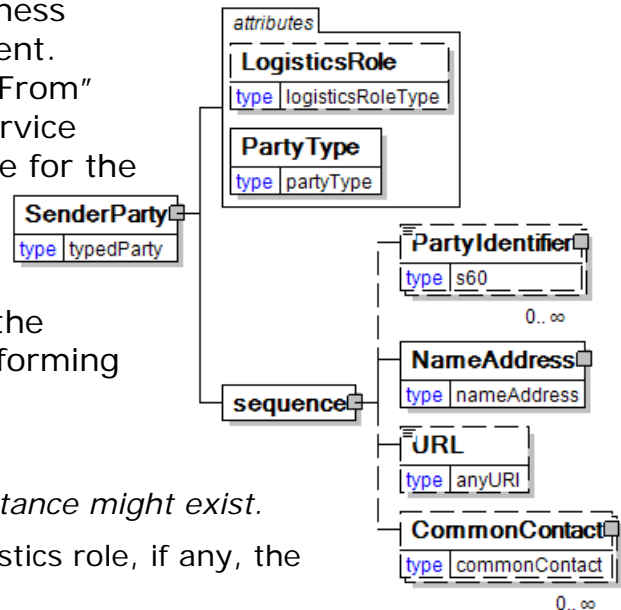 ness
ent.
From”
rvice
e for the
the
forming
tance might exist.
istics role, if any, the
attributes
LogisticsRole
type logisticsRoleType
PartyType
type partyType
SenderParty
type typedParty
sequence
PartyIdentifier
type s60
0.. ∞
NameAddress
type nameAddress
URL
type anyURI
CommonContact
type commonContact
0.. ∞